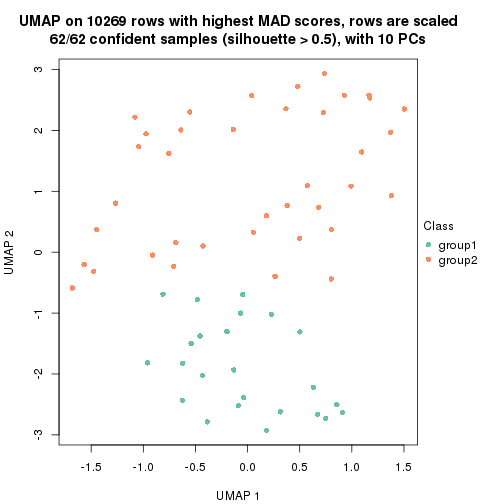 UMAP on 10269 rows with highest MAD scores, rows are scaled
62/62 confident samples (silhouette > 0.5), with 10 PCs
3
2
1
0
-1
-2
-3
UMAP 2
-1.5 -1.0 -0.5 0.0 0.5 1.0 1.5
UMAP 1
Class
group1
group2